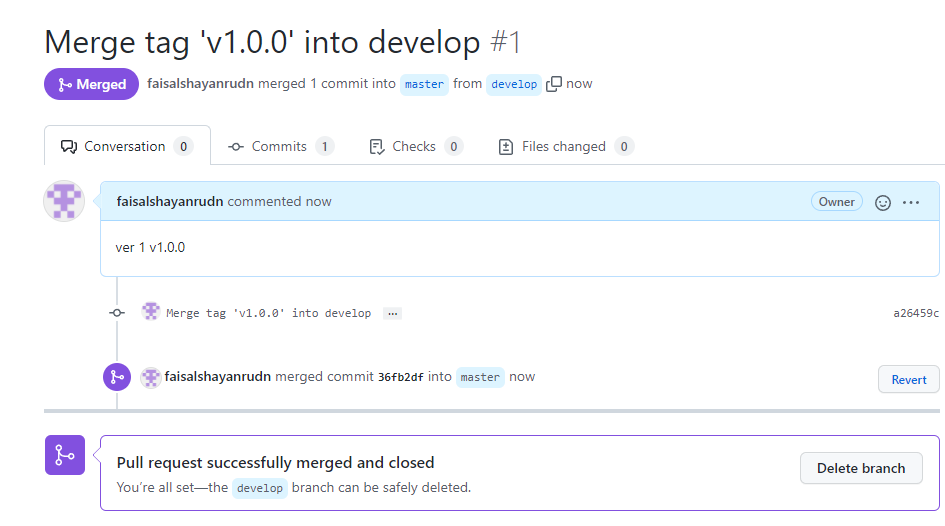 Merge tag 'v1.0.0' into develop #1
Merged faisalshayanrudn merged 1 commit into master from develop now
Conversation 0 Commits 1 Checks 0 Files changed 0
faisalshayanrudn commented now Owner
ver 1 v1.0.0
Merge tag 'v1.0.0' into develop … a26459c
faisalshayanrudn merged commit 36fb2df into master now Revert
Pull request successfully merged and closed
You're all set—the develop branch can be safely deleted.
Delete branch